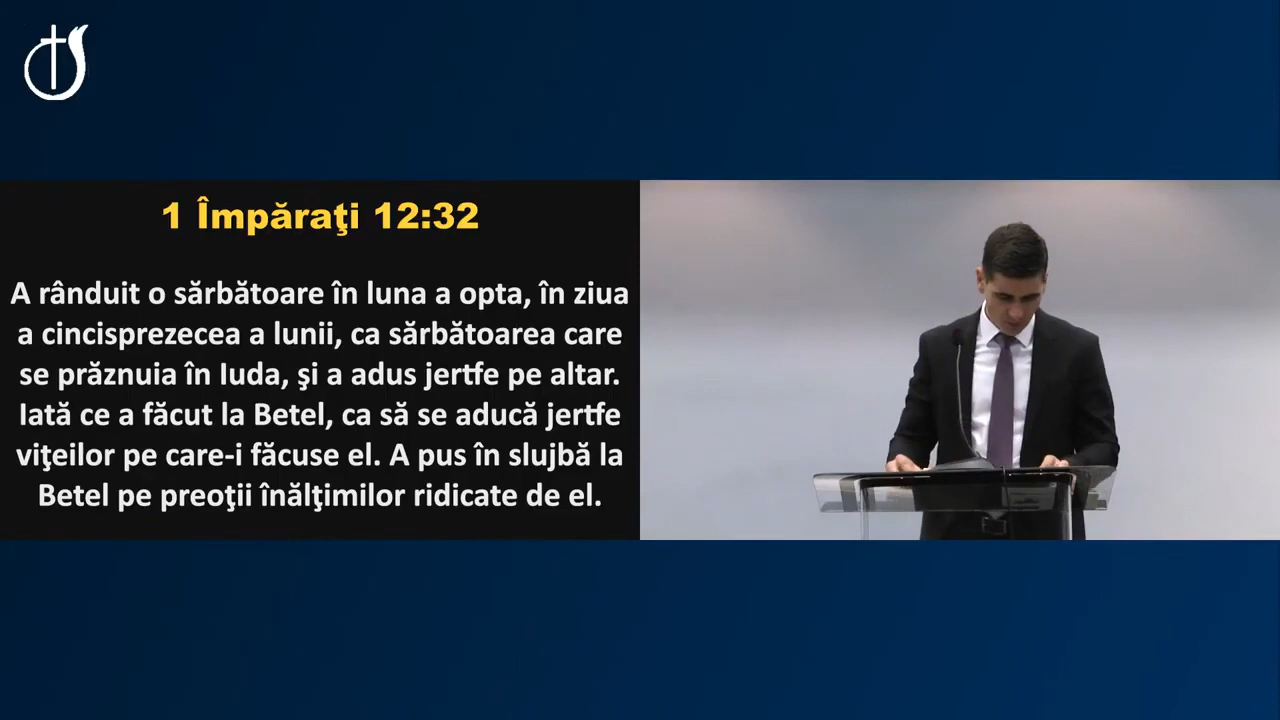 1 Împăraţi 12:32
A rânduit o sărbătoare în luna a opta, în ziua
a cincisprezecea a lunii, ca sărbătoarea care
se prăznuia în Iuda, şi a adus jertfe pe altar.
Iată ce a făcut la Betel, ca să se aducă jertfe
viţeilor pe care-i făcuse el. A pus în slujbă la
Betel pe preoţii înălţimilor ridicate de el.